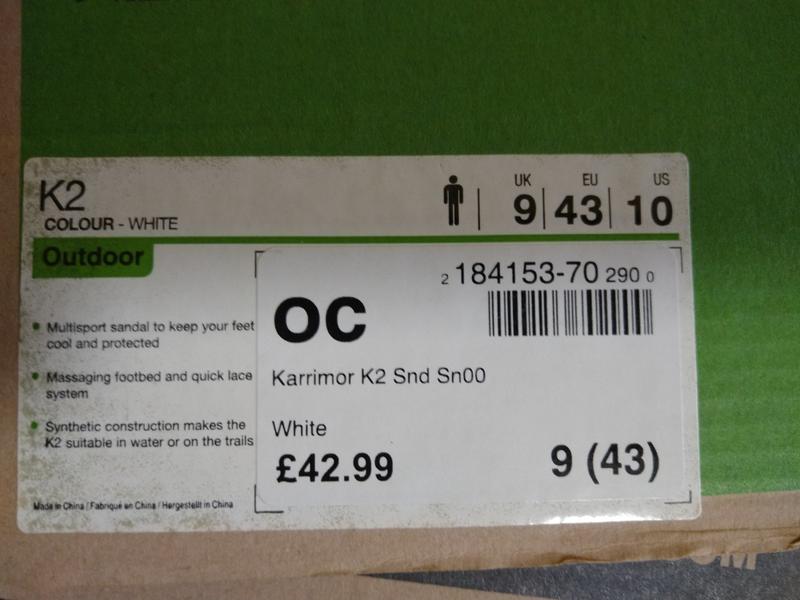 K2
COLOUR - WHITE
UK EU US
9 43 10
Outdoor
Multisport sandal to keep your feet
cool and protected
Massaging footbed and quick lace
system
Synthetic construction makes the
K2 suitable in water or on the trails
Made in China / Fabriqué en China / Hergestellt in China
2 184153-70 290 0
OC
Karrimor K2 Snd Sn00
White
£42.99 9 (43)